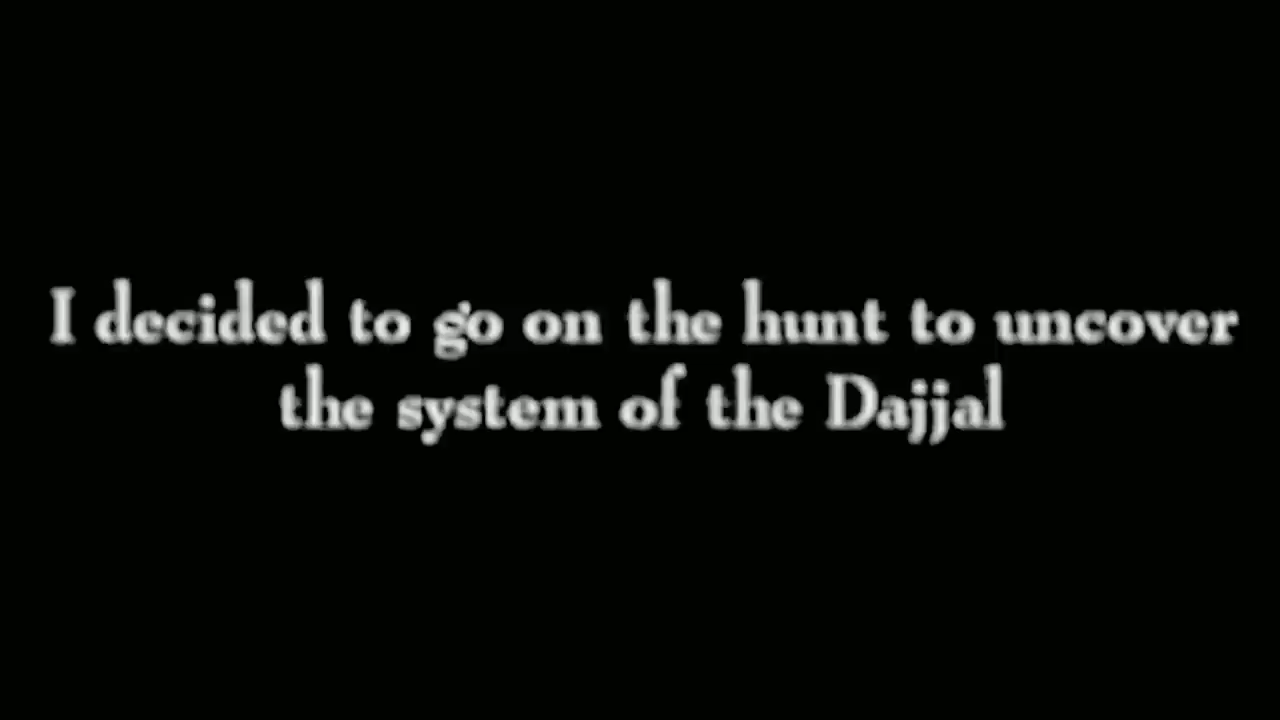 I decided to go on the hunt to uncover
the system of the Dajjal